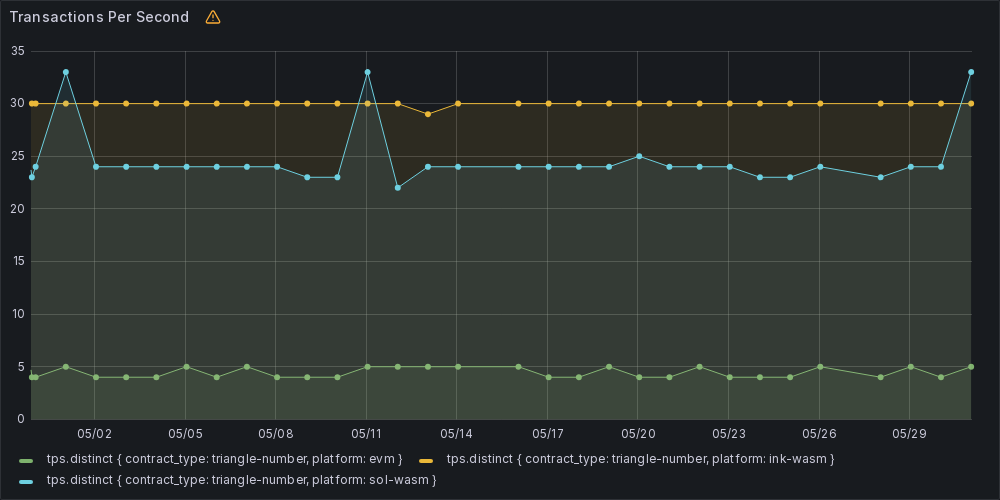 Transactions Per Second
35
30
25
20
15
10
5
0
05/02 05/05 05/08 05/11 05/14 05/17 05/20 05/23 05/26 05/29
tps.distinct { contract_type: triangle-number, platform: evm } tps.distinct { contract_type: triangle-number, platform: ink-wasm }
tps.distinct { contract_type: triangle-number, platform: sol-wasm }